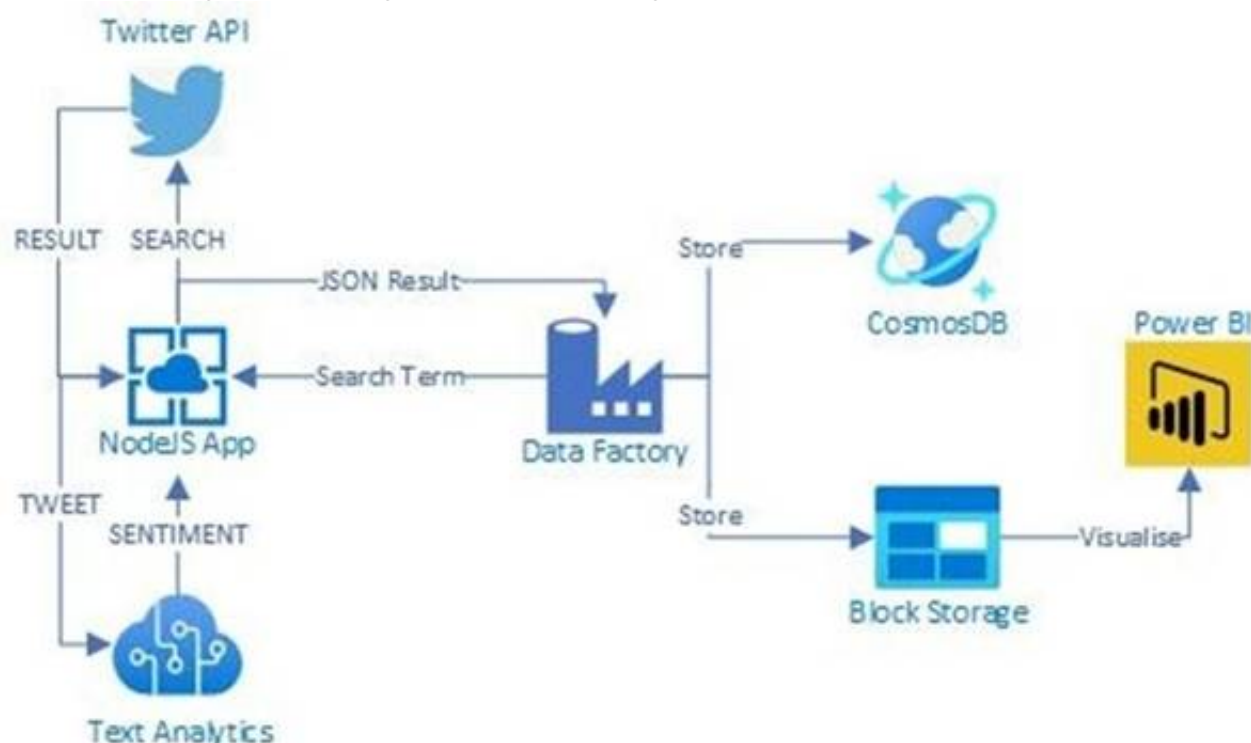 Twitter API
RESULT
SEARCH
JSON Result
Store
CosmosDB
Power BI
Search Term
NodeJS App
Data Factory
TWEET
SENTIMENT
Store
Visualise
Block Storage
Text Analytics